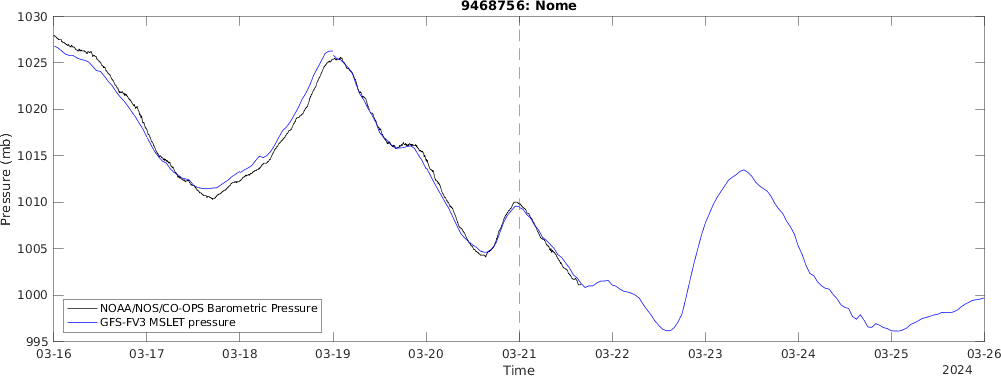 9468756: Nome
Pressure (mb)
1030
1025
1020
1015
1010
1005
1000
995
NOAA/NOS/CO-OPS Barometric Pressure
GFS-FV3 MSLET pressure
03-16 03-17 03-18 03-19 03-20 03-21 03-22 03-23 03-24 03-25 03-26
Time
2024